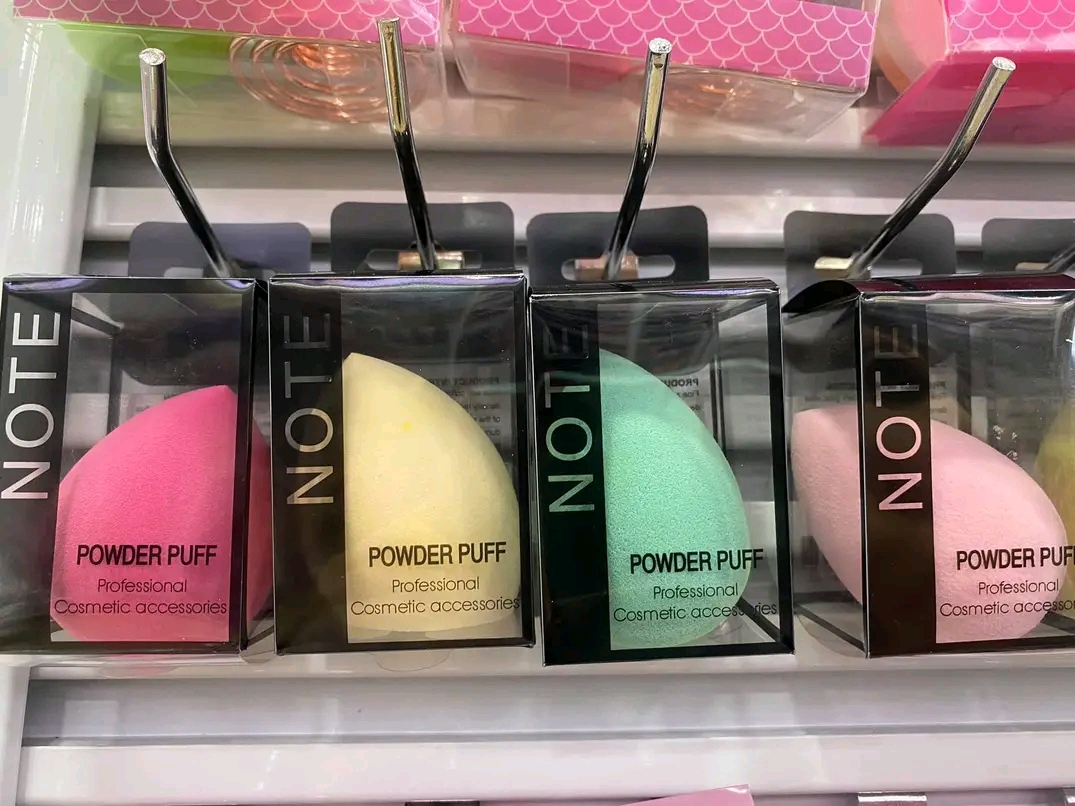 NOTE
POWDER PUFF
Professional
Cosmetic accessories
NOTE
POWDER PUFF
Professional
Cosmetic accessories
NOTE
POWDER PUFF
Professional
Cosmetic accessories
NOTE
POWDER PUFF
Professional
Cosmetic accessor